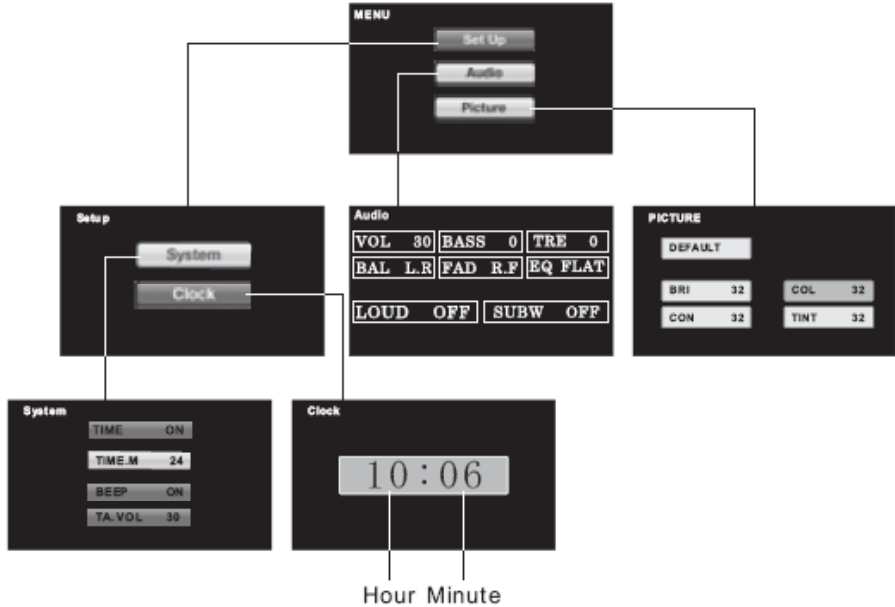 MENU
Set Up
Audio
Picture
Setup
System
Clock
Audio
VOL 30 BASS 0 TRE 0
BAL L.R FAD R.F EQ FLAT
LOUD OFF SUBW OFF
PICTURE
DEFAULT
BRI 32 COL 32
CON 32 TINT 32
System
TIME ON
TIME.M 24
BEEP ON
TA.VOL 30
Clock
10:06
Hour Minute